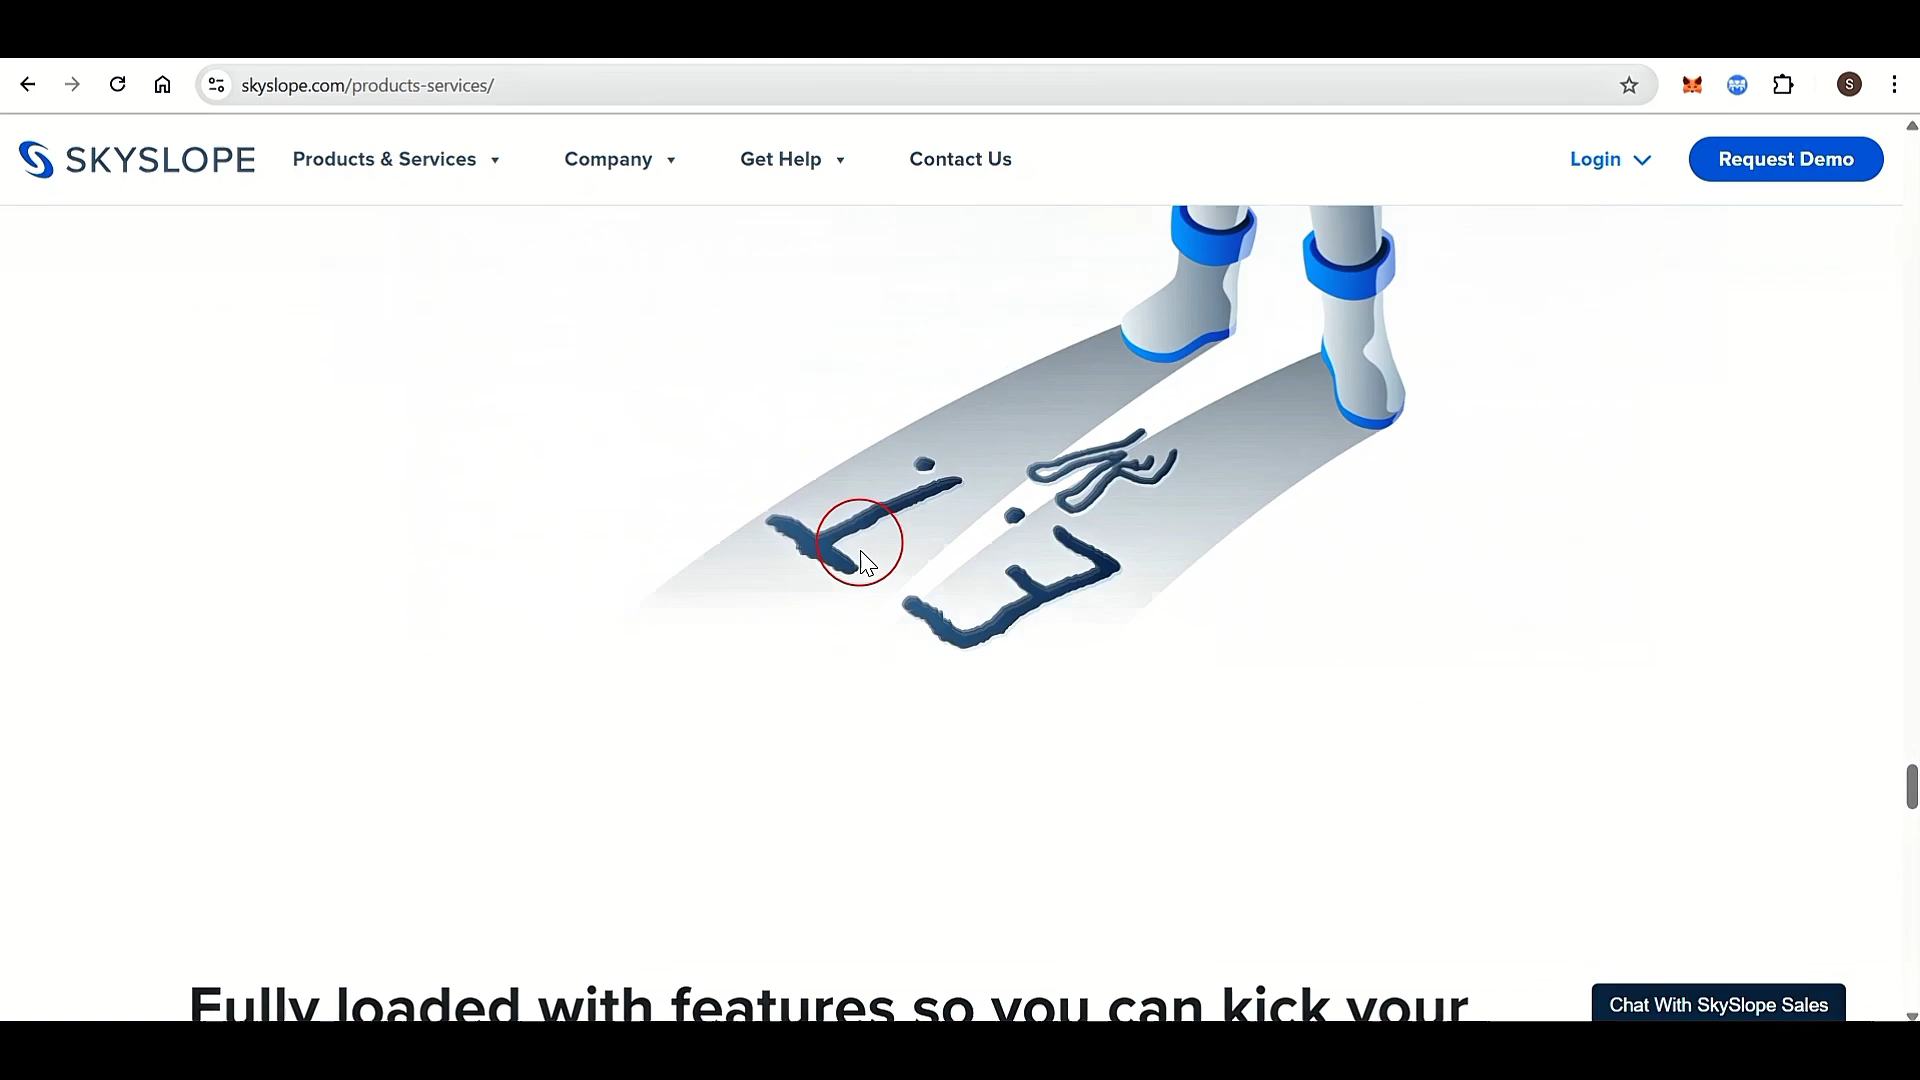 skyslope.com/products-services/
S
SKYSLOPE
Products & Services
Company
Get Help
Contact Us
Login
Request Demo
Fully loaded with features so you can kick your
Chat With SkySlope Sales